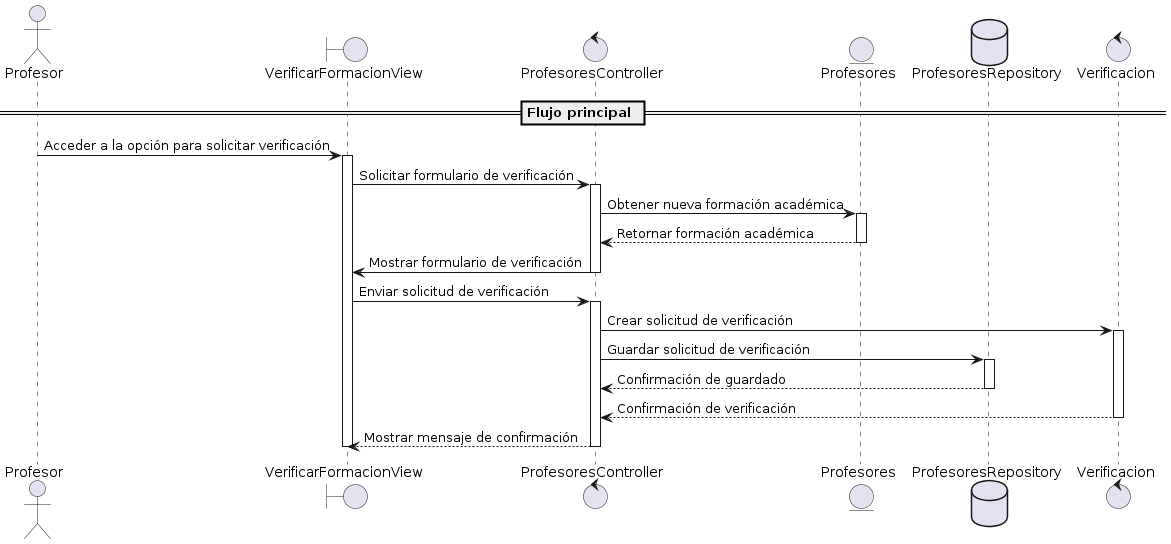 Profesor
VerificarFormacionView
ProfesoresController
Profesores
ProfesoresRepository
Verificacion
Flujo principal
Acceder a la opción para solicitar verificación
Solicitar formulario de verificación
Obtener nueva formación académica
Retornar formación académica
Mostrar formulario de verificación
Enviar solicitud de verificación
Crear solicitud de verificación
Guardar solicitud de verificación
Confirmación de guardado
Confirmación de verificación
Mostrar mensaje de confirmación
Profesor
VerificarFormacionView
ProfesoresController
Profesores
ProfesoresRepository
Verificacion